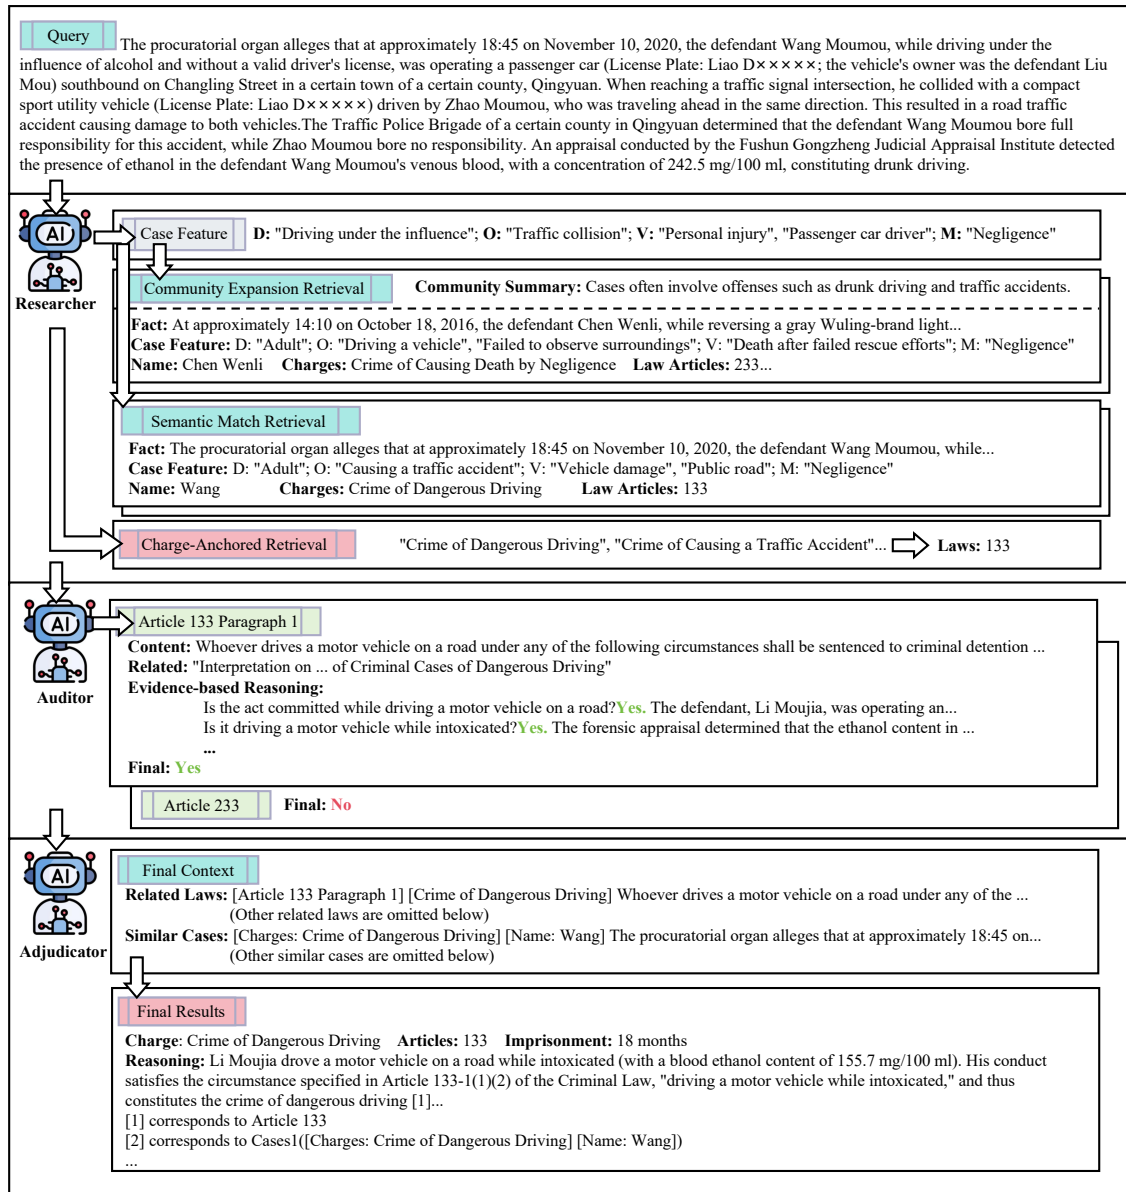 Query The procuratorial organ alleges that at approximately 18:45 on November 10, 2020, the defendant Wang Moumou, while driving under the
influence of alcohol and without a valid driver's license, was operating a passenger car (License Plate: Liao D×××××; the vehicle's owner was the defendant Liu
Mou) southbound on Changling Street in a certain town of a certain county, Qingyuan. When reaching a traffic signal intersection, he collided with a compact
sport utility vehicle (License Plate: Liao D×××××) driven by Zhao Moumou, who was traveling ahead in the same direction. This resulted in a road traffic
accident causing damage to both vehicles.The Traffic Police Brigade of a certain county in Qingyuan determined that the defendant Wang Moumou bore full
responsibility for this accident, while Zhao Moumou bore no responsibility. An appraisal conducted by the Fushun Gongzheng Judicial Appraisal Institute detected
the presence of ethanol in the defendant Wang Moumou's venous blood, with a concentration of 242.5 mg/100 ml, constituting drunk driving.
AI
Researcher
Case Feature D: "Driving under the influence"; O: "Traffic collision"; V: "Personal injury", "Passenger car driver"; M: "Negligence"
Community Expansion Retrieval Community Summary: Cases often involve offenses such as drunk driving and traffic accidents.
Fact: At approximately 14:10 on October 18, 2016, the defendant Chen Wenli, while reversing a gray Wuling-brand light...
Case Feature: D: "Adult"; O: "Driving a vehicle", "Failed to observe surroundings"; V: "Death after failed rescue efforts"; M: "Negligence"
Name: Chen Wenli Charges: Crime of Causing Death by Negligence Law Articles: 233...
Semantic Match Retrieval
Fact: The procuratorial organ alleges that at approximately 18:45 on November 10, 2020, the defendant Wang Moumou, while...
Case Feature: D: "Adult"; O: "Causing a traffic accident"; V: "Vehicle damage", "Public road"; M: "Negligence"
Name: Wang Charges: Crime of Dangerous Driving Law Articles: 133
Charge-Anchored Retrieval "Crime of Dangerous Driving", "Crime of Causing a Traffic Accident"... Laws: 133
AI
Auditor
Article 133 Paragraph 1
Content: Whoever drives a motor vehicle on a road under any of the following circumstances shall be sentenced to criminal detention ...
Related: "Interpretation on ... of Criminal Cases of Dangerous Driving"
Evidence-based Reasoning:
Is the act committed while driving a motor vehicle on a road?Yes. The defendant, Li Moujia, was operating an...
Is it driving a motor vehicle while intoxicated?Yes. The forensic appraisal determined that the ethanol content in ...
...
Final: Yes
Article 233 Final: No
AI
Adjudicator
Final Context
Related Laws: [Article 133 Paragraph 1] [Crime of Dangerous Driving] Whoever drives a motor vehicle on a road under any of the ...
(Other related laws are omitted below)
Similar Cases: [Charges: Crime of Dangerous Driving] [Name: Wang] The procuratorial organ alleges that at approximately 18:45 on...
(Other similar cases are omitted below)
Final Results
Charge: Crime of Dangerous Driving Articles: 133 Imprisonment: 18 months
Reasoning: Li Moujia drove a motor vehicle on a road while intoxicated (with a blood ethanol content of 155.7 mg/100 ml). His conduct
satisfies the circumstance specified in Article 133-1(1)(2) of the Criminal Law, "driving a motor vehicle while intoxicated," and thus
constitutes the crime of dangerous driving [1]...
[1] corresponds to Article 133
[2] corresponds to Cases1([Charges: Crime of Dangerous Driving] [Name: Wang])
...